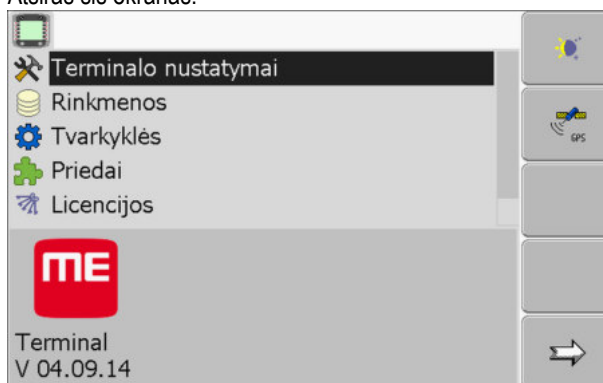 Atsiras šis ekranas:
Terminalo nustatymai
Rinkmenos
Tvarkyklės
Priedai
Licencijos
GPS
ME
Terminal
V 04.09.14